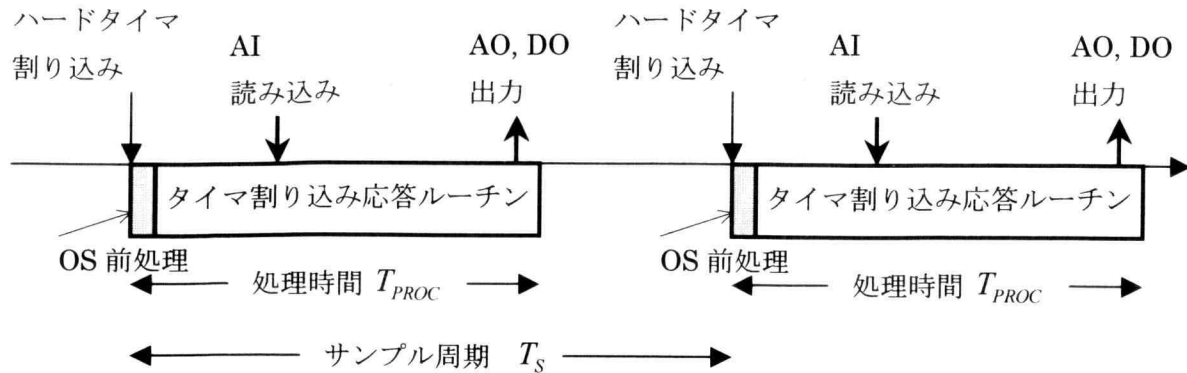 ハードタイマ
割り込み
AI
読み込み
AO, DO
出力
ハードタイマ
割り込み
AI
読み込み
AO, DO
出力
タイマ割り込み応答ルーチン
タイマ割り込み応答ルーチン
OS 前処理
OS 前処理
処理時間 T_PROC
処理時間 T_PROC
サンプル周期 T_S